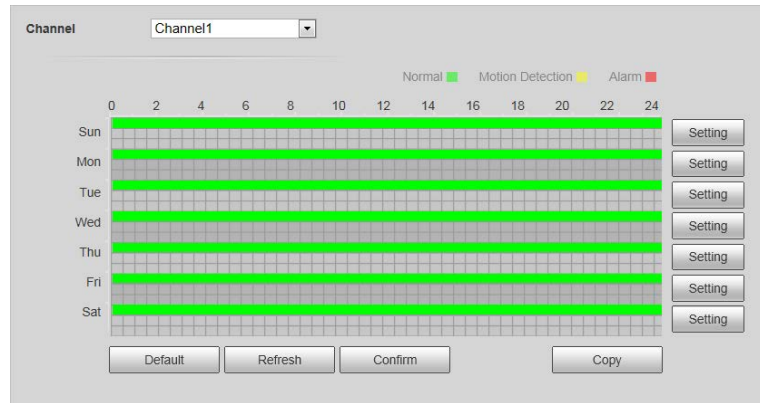 Channel Channel1
Normal Motion Detection Alarm
0 2 4 6 8 10 12 14 16 18 20 22 24
Sun Setting
Mon Setting
Tue Setting
Wed Setting
Thu Setting
Fri Setting
Sat Setting
Default Refresh Confirm Copy